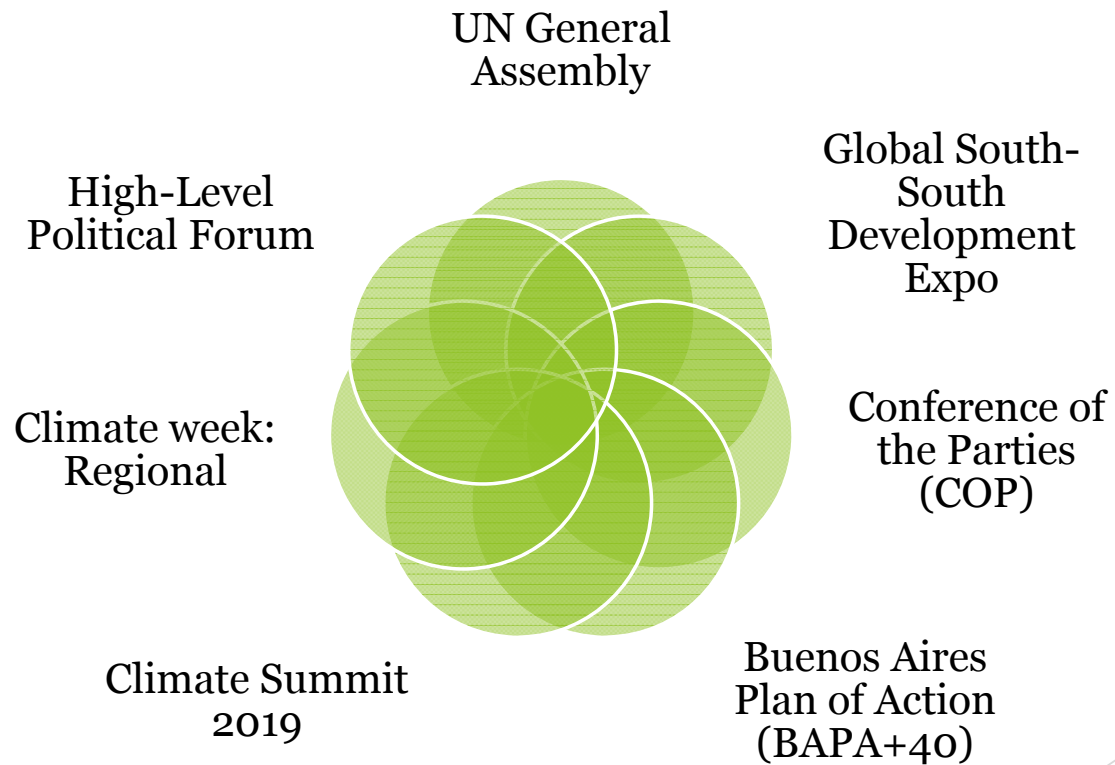 UN General
Assembly
Global South-
South
Development
Expo
Conference of
the Parties
(COP)
Buenos Aires
Plan of Action
(BAPA+40)
Climate Summit
2019
Climate week:
Regional
High-Level
Political Forum